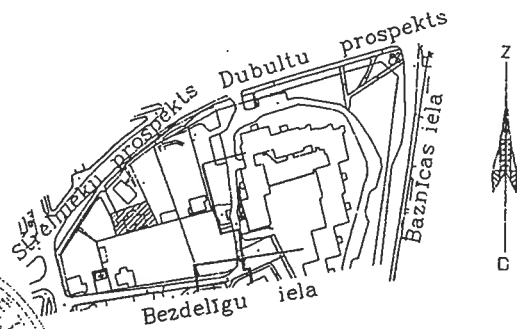 Dubultu prospekts
Strēlnieku prospekts
Baznīcas iela
Bezdelīgu iela
Z
D